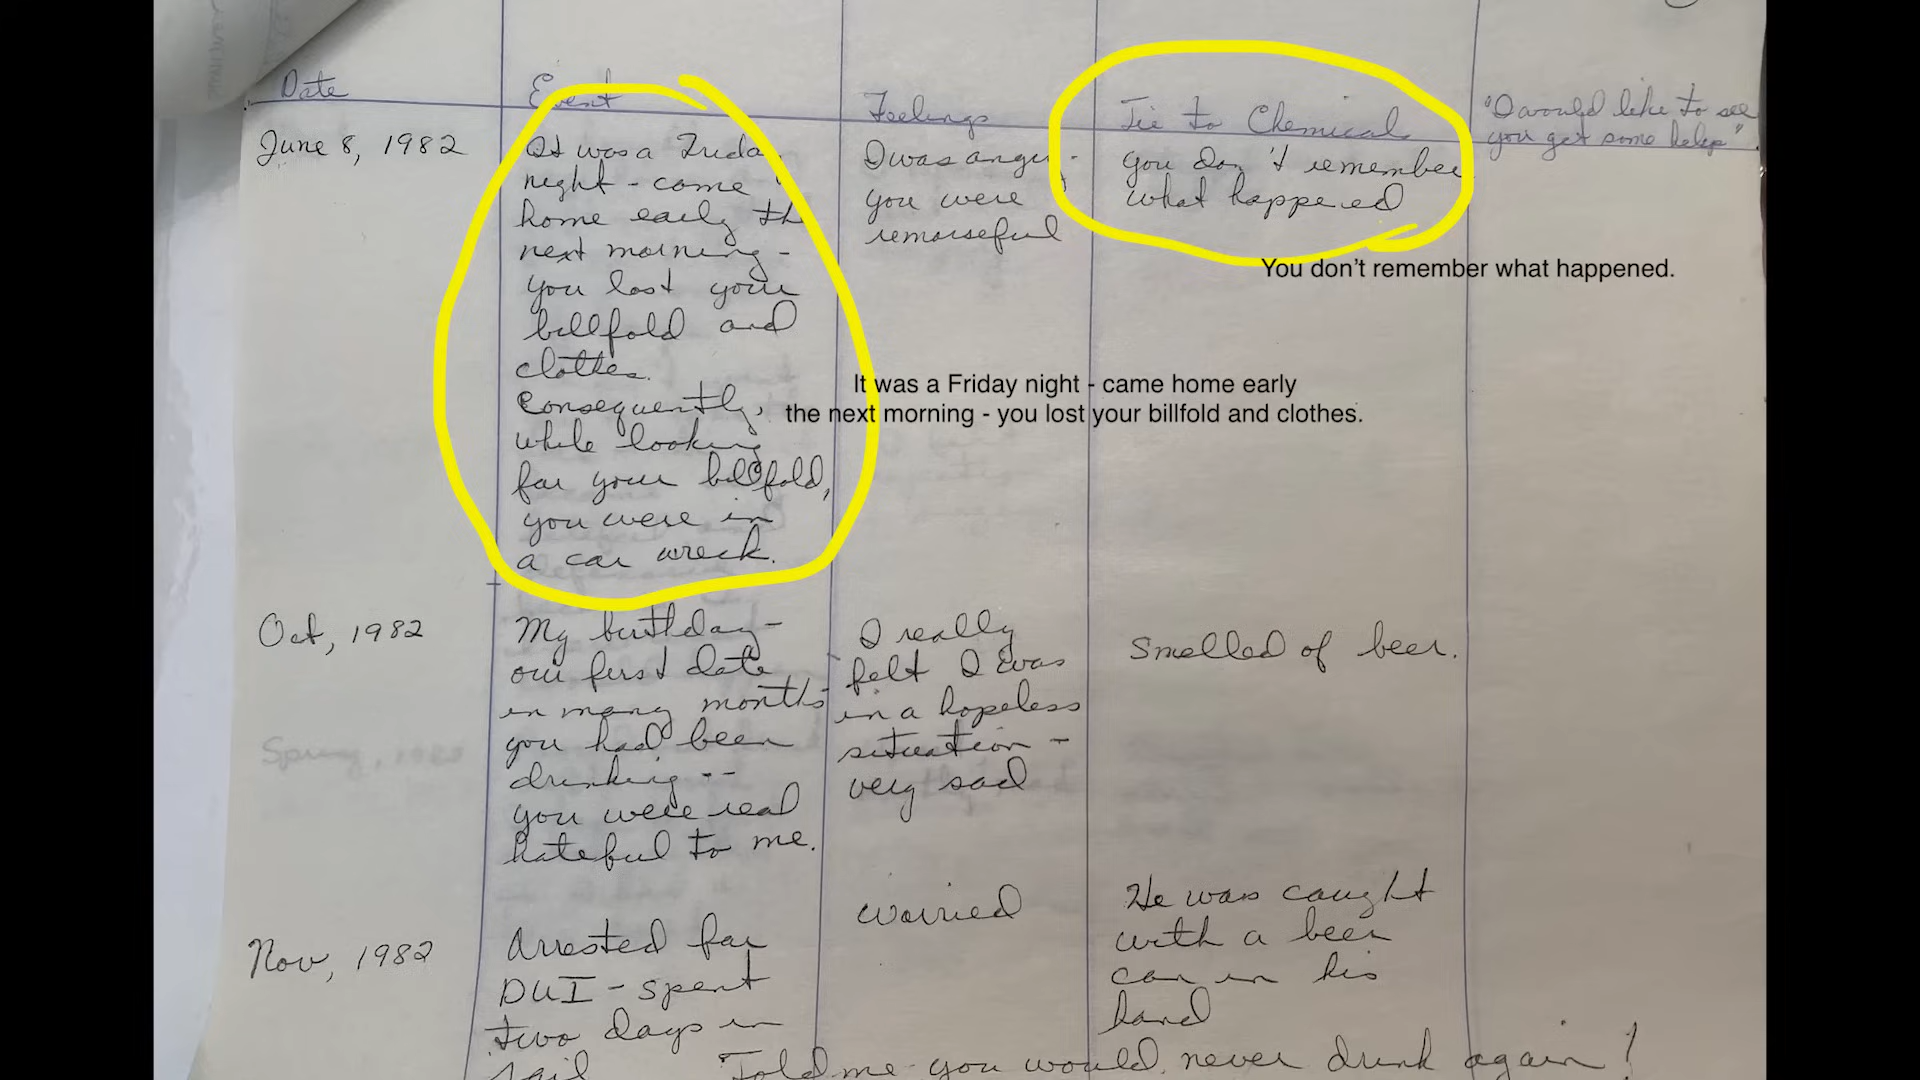 Date
Event
Feelings
Tie to Chemical
"I would like to see
you get some help"
June 8, 1982
It was a Friday
night - came
home early the
next morning -
you lost your
billfold and
clothes.
Consequently,
while looking
for your billfold,
you were in
a car wreck.
I was angry -
you were
remorseful
you don't remember
what happened
You don’t remember what happened.
It was a Friday night - came home early
the next morning - you lost your billfold and clothes.
Oct, 1982
My birthday -
our first date
in many months
you had been
drinking --
you were real
hateful to me.
I really
felt I was
in a hopeless
situation -
very sad
Smelled of beer.
Spring, 1983
Nov, 1982
Arrested for
DUI - spent
two days in
jail
worried
He was caught
with a beer
can in his
hand
Told me you would never drink again!